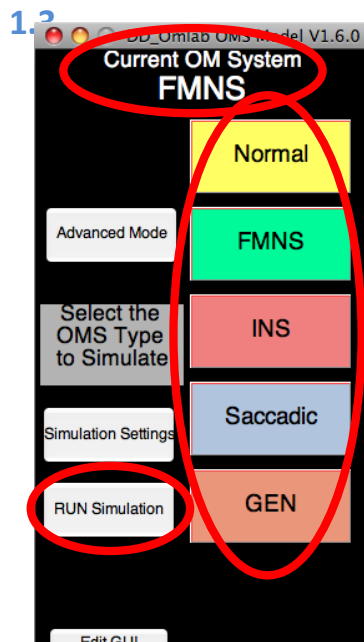 1.3
DD_Omlab OMS Model V1.6.0
Current OM System
FMNS
Normal
Advanced Mode
FMNS
Select the
OMS Type
to Simulate
INS
Simulation Settings
Saccadic
RUN Simulation
GEN
Edit GUI